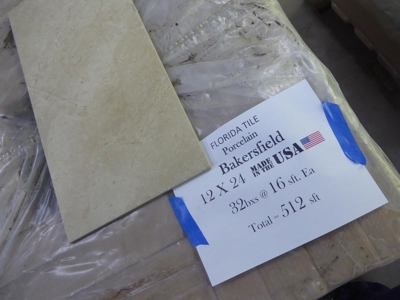 FLORIDA TILE
Porcelain
Bakersfield
12 X 24 MADE IN THE USA
32bxs @ 16 sft. Ea
Total = 512 sft